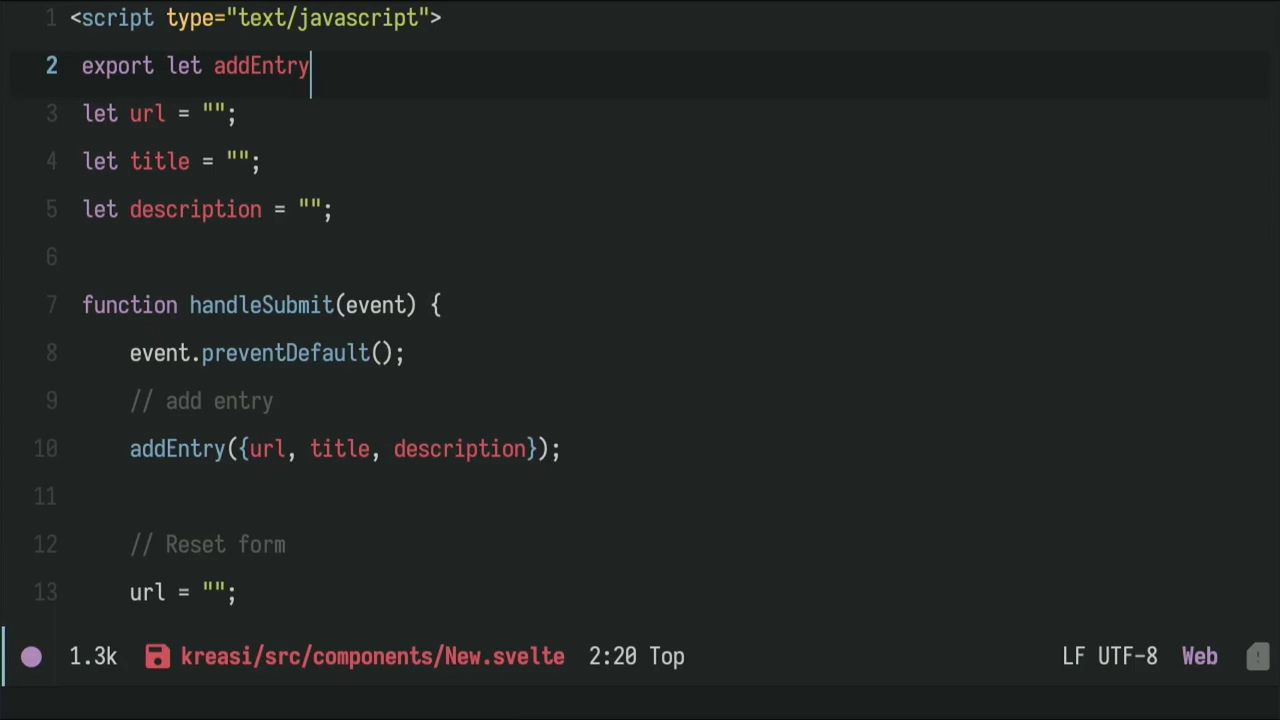 1 <script type="text/javascript">
2 export let addEntry
3 let url = "";
4 let title = "";
5 let description = "";
6
7 function handleSubmit(event) {
8 event.preventDefault();
9 // add entry
10 addEntry({url, title, description});
11
12 // Reset form
13 url = "";
1.3k kreasi/src/components/New.svelte 2:20 Top LF UTF-8 Web